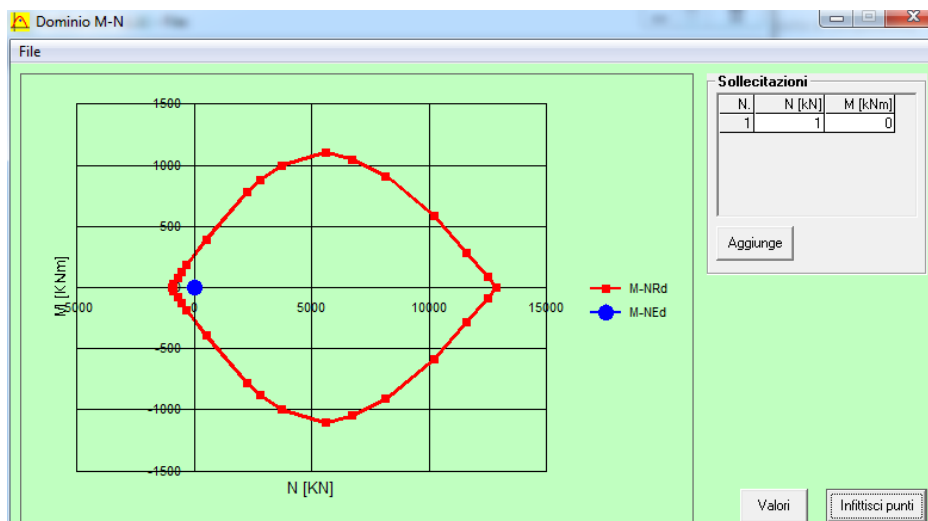 Dominio M-N
File
Sollecitazioni
N. N [kN] M [kNm]
1 1 0
Aggiunge
1500
1000
500
M [KNm]
-5000 0 5000 10000 15000
-500
-1000
-1500
N [KN]
M-NRd
M-NEd
Valori Infittisci punti